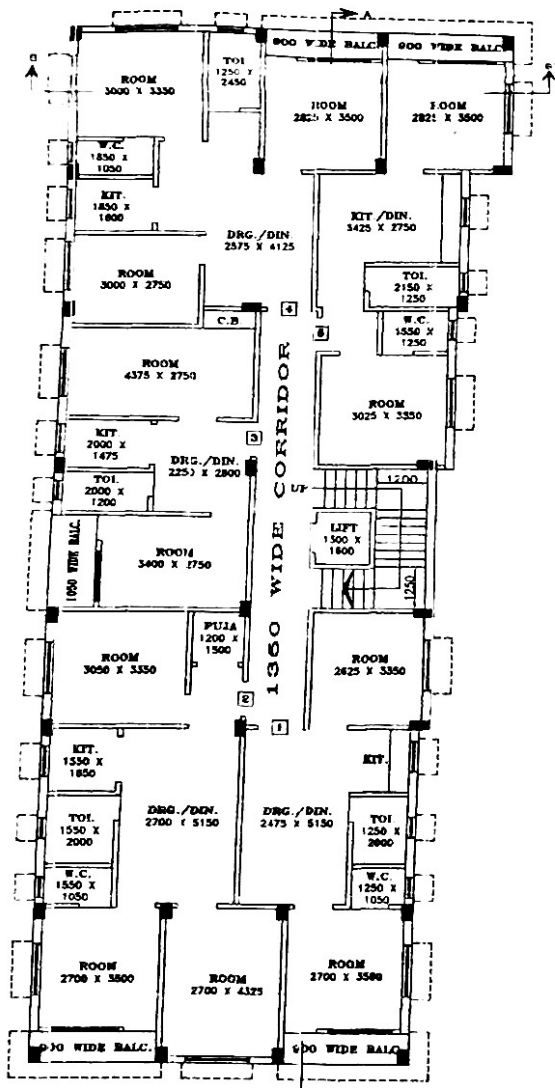 A
900 WIDE BALC.
900 WIDE BALC.
B
B
ROOM
3000 X 3350
TOI
1250 X
2450
ROOM
2825 X 3500
ROOM
2825 X 3500
W.C.
1850 X
1050
KIT.
1850 X
1800
DRG./DIN.
2575 X 4125
KIT./DIN.
3425 X 2750
ROOM
3000 X 2750
TOI.
2150 X
1250
C.B
4
5
W.C.
1550 X
1250
ROOM
4375 X 2750
ROOM
3025 X 3350
KIT.
2000 X
1475
3
DRG./DIN.
2250 X 2800
TOI.
2000 X
1200
UP
1200
LIFT
1500 X
1800
1050 WIDE BALC.
ROOM
3400 X 2750
1250
1350 WIDE CORRIDOR
PUJA
1200 X
1500
ROOM
3050 X 3350
ROOM
2625 X 3350
2
1
KIT.
1550 X
1850
KIT.
DRG./DIN.
2700 X 5150
DRG./DIN.
2475 X 5150
TOI.
1550 X
2000
TOI
1250 X
2000
W.C.
1550 X
1050
W.C.
1250 X
1050
ROOM
2700 X 3500
ROOM
2700 X 4325
ROOM
2700 X 3500
900 WIDE BALC.
900 WIDE BALC